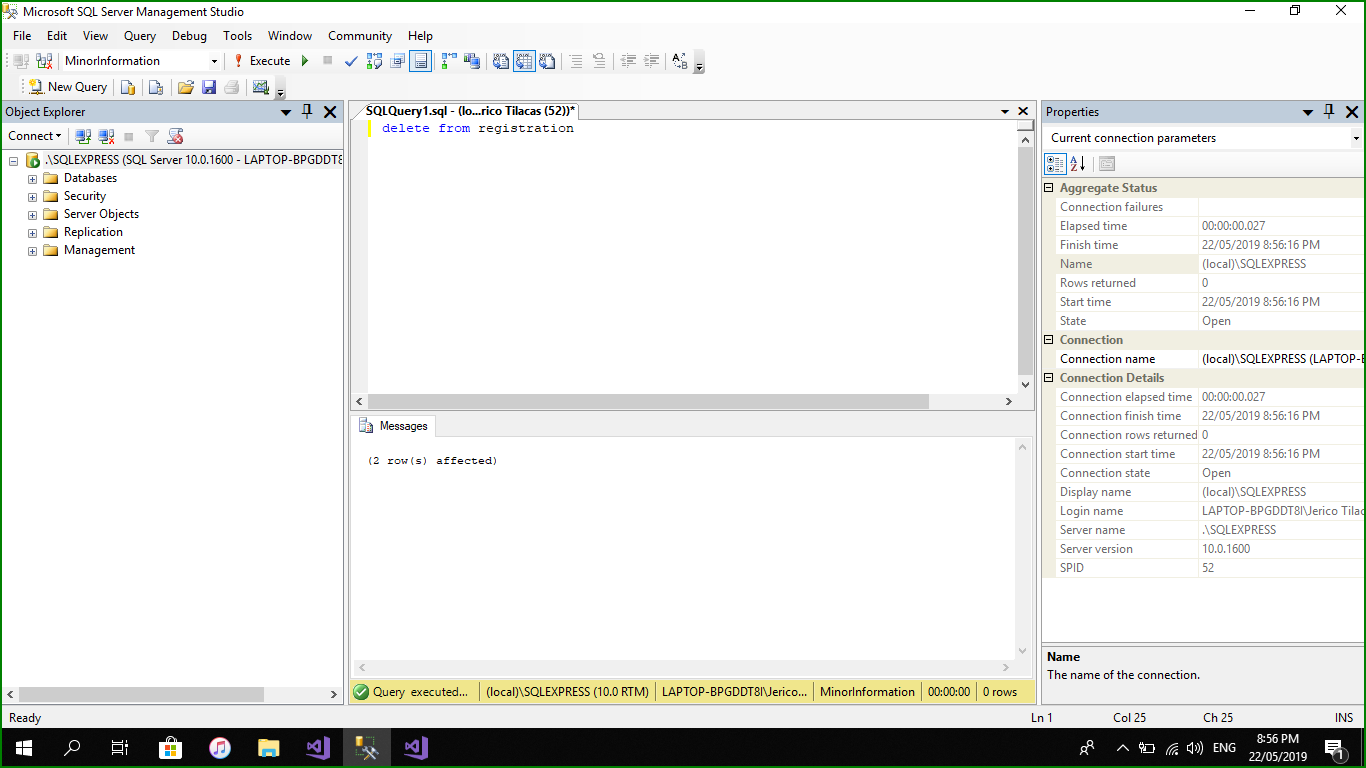 Microsoft SQL Server Management Studio
File Edit View Query Debug Tools Window Community Help
MinorInformation Execute
New Query
Object Explorer
Connect
.\SQLEXPRESS (SQL Server 10.0.1600 - LAPTOP-BPGDDT8
Databases
Security
Server Objects
Replication
Management
SQLQuery1.sql - (lo...rico Tilacas (52))*
delete from registration
Messages
(2 row(s) affected)
Query executed... (local)\SQLEXPRESS (10.0 RTM) LAPTOP-BPGDDT8I\Jerico... MinorInformation 00:00:00 0 rows
Properties
Current connection parameters
Aggregate Status
Connection failures
Elapsed time 00:00:00.027
Finish time 22/05/2019 8:56:16 PM
Name (local)\SQLEXPRESS
Rows returned 0
Start time 22/05/2019 8:56:16 PM
State Open
Connection
Connection name (local)\SQLEXPRESS (LAPTOP-B
Connection Details
Connection elapsed time 00:00:00.027
Connection finish time 22/05/2019 8:56:16 PM
Connection rows returned 0
Connection start time 22/05/2019 8:56:16 PM
Connection state Open
Display name (local)\SQLEXPRESS
Login name LAPTOP-BPGDDT8I\Jerico Tilac
Server name .\SQLEXPRESS
Server version 10.0.1600
SPID 52
Name
The name of the connection.
Ready Ln 1 Col 25 Ch 25 INS
ENG 8:56 PM
22/05/2019 1